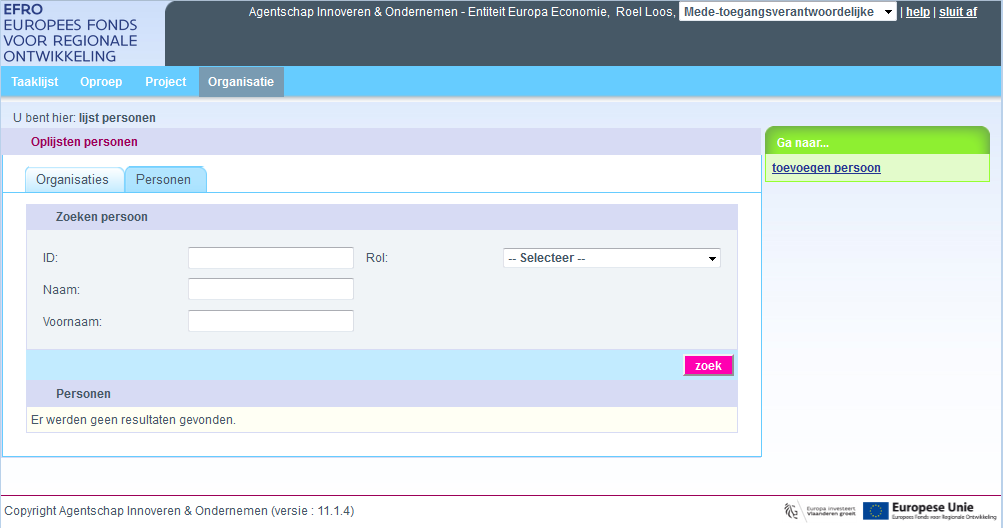 EFRO
EUROPEES FONDS
VOOR REGIONALE
ONTWIKKELING
Agentschap Innoveren & Ondernemen - Entiteit Europa Economie, Roel Loos, Mede-toegangsverantwoordelijke | help | sluit af
Taaklijst Oproep Project Organisatie
U bent hier: lijst personen
Oplijsten personen
Ga naar...
toevoegen persoon
Organisaties Personen
Zoeken persoon
ID: Rol: -- Selecteer --
Naam:
Voornaam:
zoek
Personen
Er werden geen resultaten gevonden.
Copyright Agentschap Innoveren & Ondernemen (versie : 11.1.4)
Europa investeert
Vlaanderen groeit
Europese Unie
Europees Fonds voor Regionale Ontwikkeling